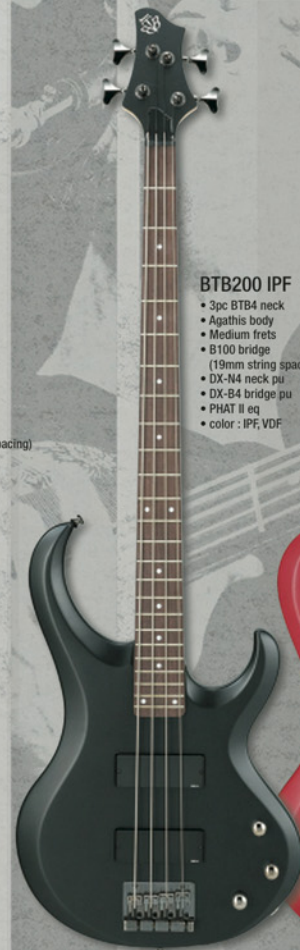 BTB200 IPF
• 3pc BTB4 neck
• Agathis body
• Medium frets
• B100 bridge
(19mm string spac
• DX-N4 neck pu
• DX-B4 bridge pu
• PHAT II eq
• color : IPF, VDF
acing)